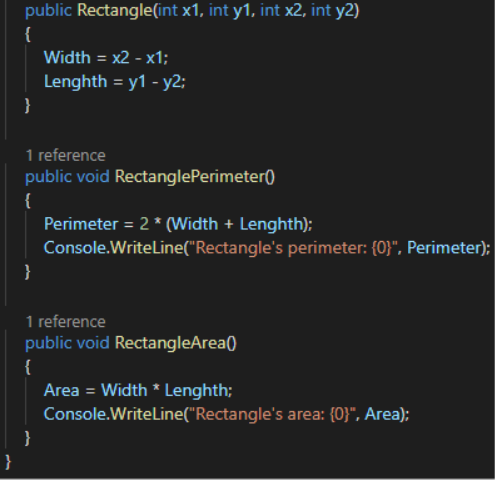 public Rectangle(int x1, int y1, int x2, int y2)
{
Width = x2 - x1;
Lenghth = y1 - y2;
}
1 reference
public void RectanglePerimeter()
{
Perimeter = 2 * (Width + Lenghth);
Console.WriteLine("Rectangle's perimeter: {0}", Perimeter);
}
1 reference
public void RectangleArea()
{
Area = Width * Lenghth;
Console.WriteLine("Rectangle's area: {0}", Area);
}
}